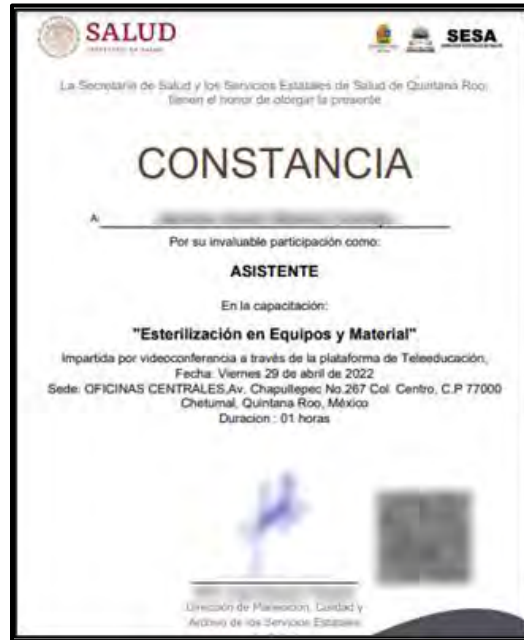 SALUD
SECRETARÍA DE SALUD
SESA
La Secretaría de Salud y los Servicios Estatales de Salud de Quintana Roo,
tienen el honor de otorgar la presente
CONSTANCIA
A:
Por su invaluable participación como:
ASISTENTE
En la capacitación:
"Esterilización en Equipos y Material"
Impartida por videoconferencia a través de la plataforma de Teleeducación,
Fecha: Viernes 29 de abril de 2022
Sede: OFICINAS CENTRALES,Av. Chapultepec No.267 Col. Centro, C.P 77000
Chetumal, Quintana Roo, México
Duracion : 01 horas
Dirección de Planeación, Calidad y
Archivo de los Servicios Estatales